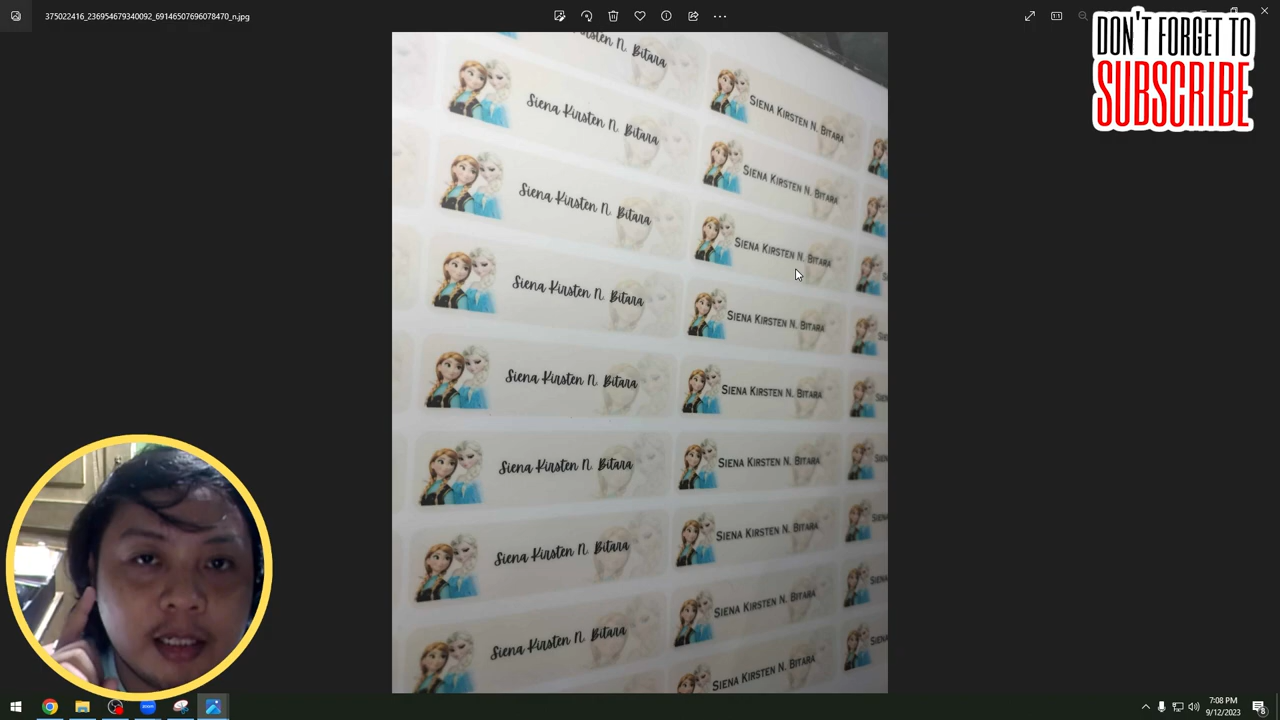 375022416_236954679340092_69146507696078470_n.jpg
DON'T FORGET TO
SUBSCRIBE
Bitara
Siena Kirsten N. Bitara
Siena Kirsten N. Bitara
Siena Kirsten N. Bitara
Siena Kirsten N. Bitara
Siena Kirsten N. Bitara
Siena Kirsten N. Bitara
Siena Kirsten N. Bitara
SIENA KIRSTEN N. BITARA
SIENA KIRSTEN N. BITARA
SIENA KIRSTEN N. BITARA
SIENA KIRSTEN N. BITARA
SIENA KIRSTEN N. BITARA
SIENA KIRSTEN N. BITARA
SIENA KIRSTEN N. BITARA
SIENA KIRSTEN N. BITARA
SIENA KIRSTEN N. BITARA
7:08 PM
9/12/2023